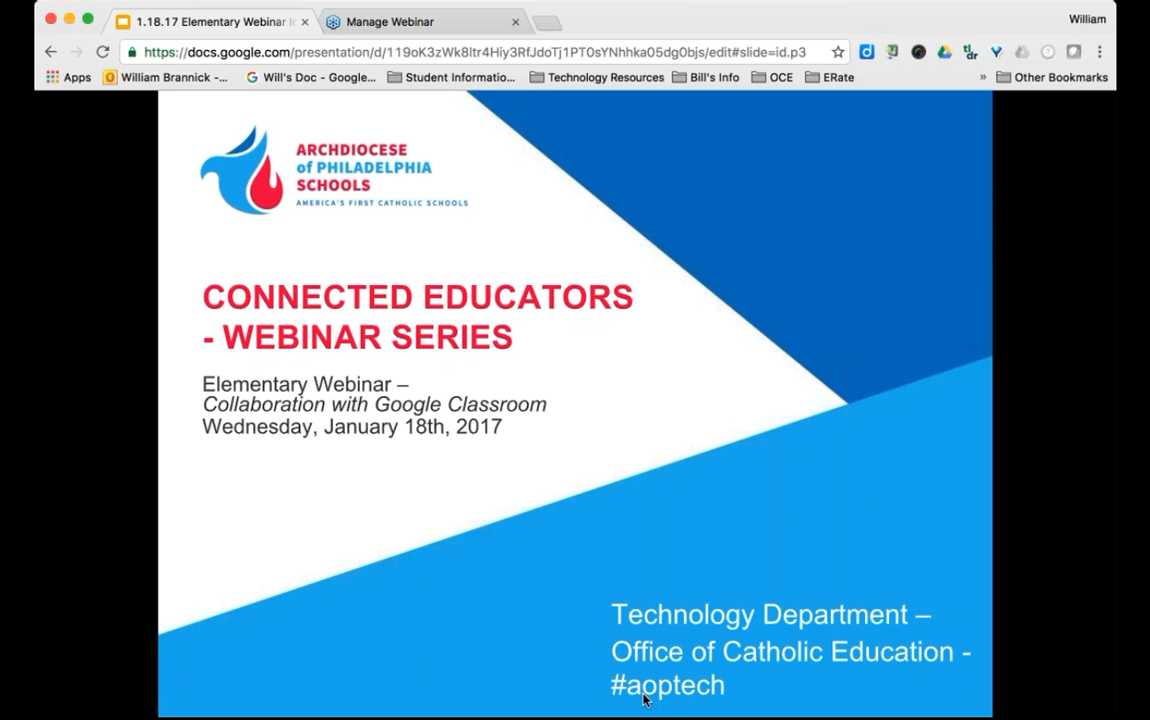 1.18.17 Elementary Webinar
Manage Webinar
William
https://docs.google.com/presentation/d/119oK3zWk8ltr4Hiy3RfJdoTj1PT0sYNhhka05dg0bjs/edit#slide=id.p3
Apps
William Brannick -...
Will's Doc - Google...
Student Informatio...
Technology Resources
Bill's Info
OCE
ERate
»
Other Bookmarks
ARCHDIOCESE
of PHILADELPHIA
SCHOOLS
AMERICA'S FIRST CATHOLIC SCHOOLS
CONNECTED EDUCATORS
- WEBINAR SERIES
Elementary Webinar –
Collaboration with Google Classroom
Wednesday, January 18th, 2017
Technology Department –
Office of Catholic Education -
#aoptech